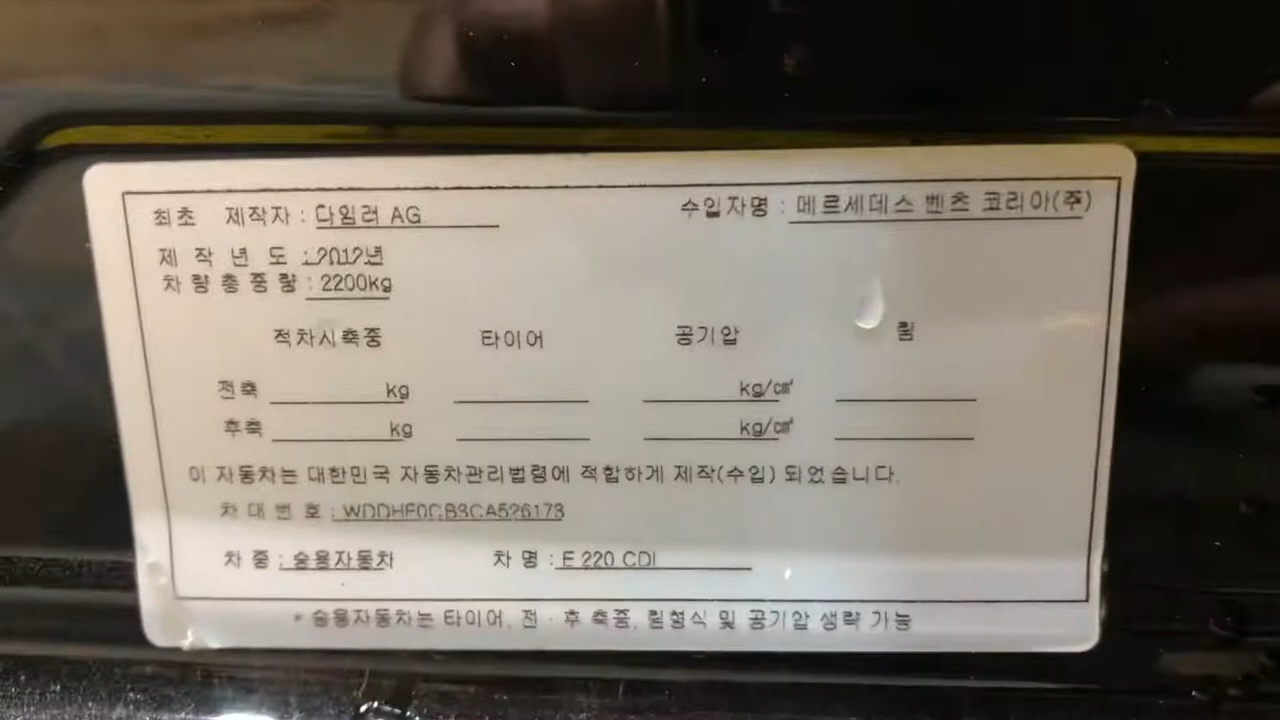 최초 제작자 : 다임러 AG 수입자명 : 메르세데스 벤츠 코리아(주)
제 작 년 도 : 2012년
차 량 총 중 량 : 2200kg
적차시축중 타이어 공기압 림
전축 kg kg/㎠
후축 kg kg/㎠
이 자동차는 대한민국 자동차관리법령에 적합하게 제작(수입) 되었습니다.
차 대 번 호 :
차 종 : 승용자동차 차 명 : E 220 CDI
* 승용자동차는 타이어, 전 · 후 축중, 림형식 및 공기압 생략 가능